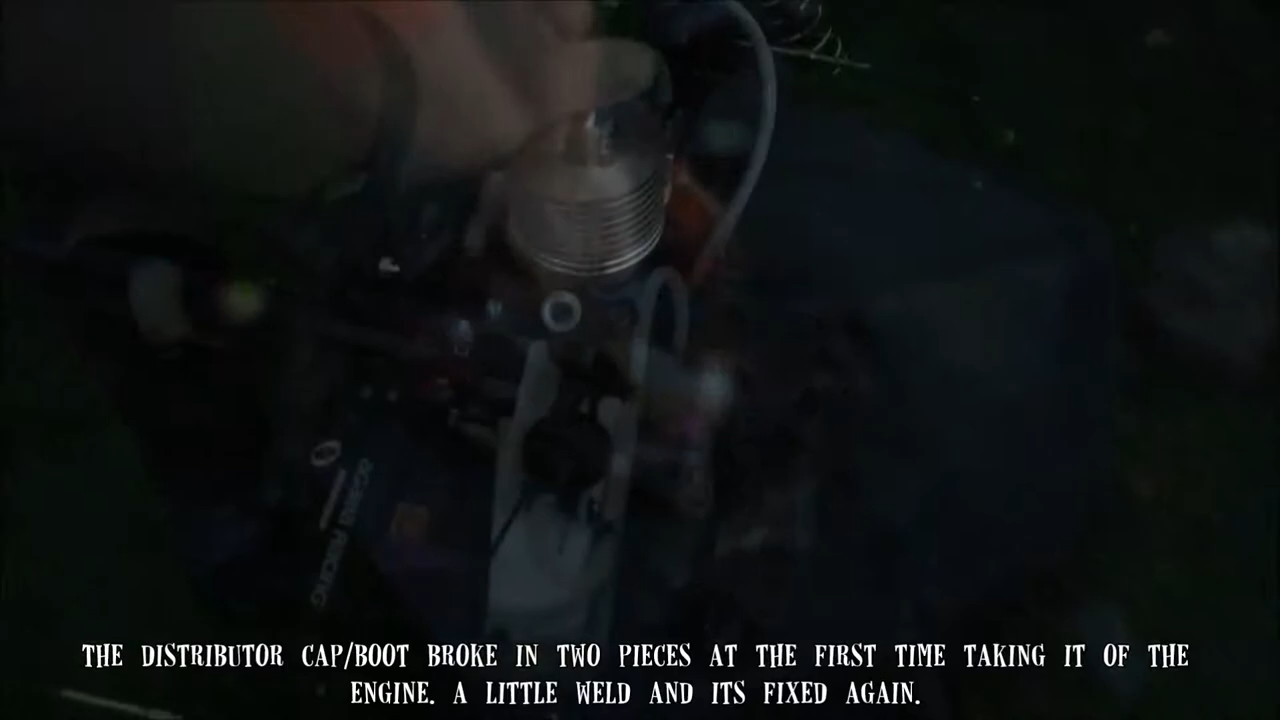 THE DISTRIBUTOR CAP/BOOT BROKE IN TWO PIECES AT THE FIRST TIME TAKING IT OF THE
ENGINE. A LITTLE WELD AND ITS FIXED AGAIN.